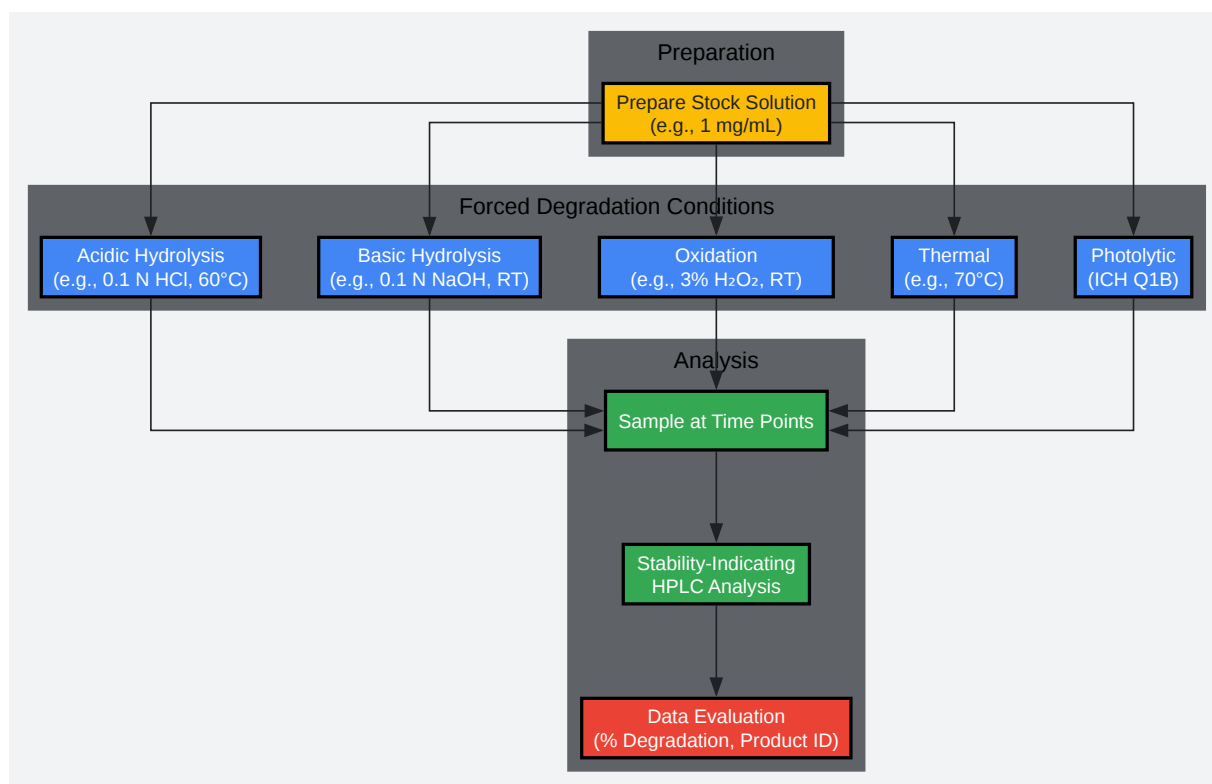 Preparation
Prepare Stock Solution
(e.g., 1 mg/mL)
Forced Degradation Conditions
Acidic Hydrolysis
(e.g., 0.1 N HCl, 60°C)
Basic Hydrolysis
(e.g., 0.1 N NaOH, RT)
Oxidation
(e.g., 3% H₂O₂, RT)
Thermal
(e.g., 70°C)
Photolytic
(ICH Q1B)
Analysis
Sample at Time Points
Stability-Indicating
HPLC Analysis
Data Evaluation
(% Degradation, Product ID)